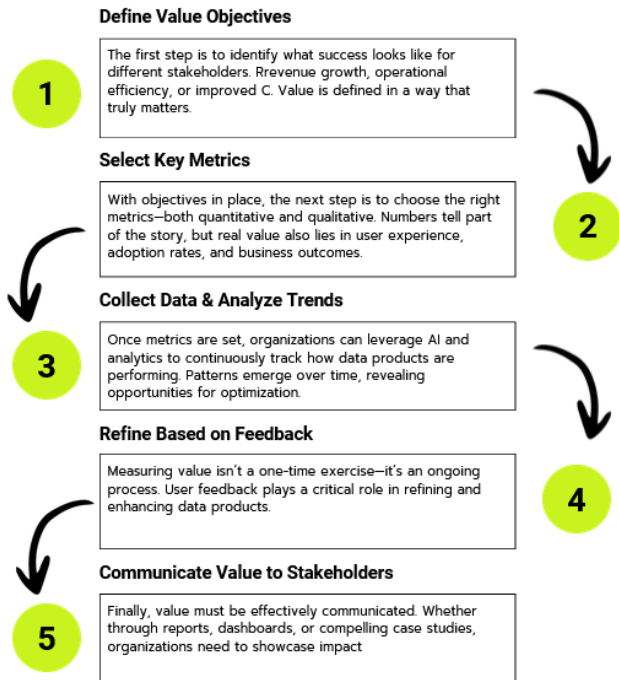 Define Value Objectives
1
The first step is to identify what success looks like for
different stakeholders. Rrevenue growth, operational
efficiency, or improved C. Value is defined in a way that
truly matters.
Select Key Metrics
2
With objectives in place, the next step is to choose the right
metrics—both quantitative and qualitative. Numbers tell part
of the story, but real value also lies in user experience,
adoption rates, and business outcomes.
Collect Data & Analyze Trends
3
Once metrics are set, organizations can leverage AI and
analytics to continuously track how data products are
performing. Patterns emerge over time, revealing
opportunities for optimization.
Refine Based on Feedback
4
Measuring value isn't a one-time exercise—it's an ongoing
process. User feedback plays a critical role in refining and
enhancing data products.
Communicate Value to Stakeholders
5
Finally, value must be effectively communicated. Whether
through reports, dashboards, or compelling case studies,
organizations need to showcase impact